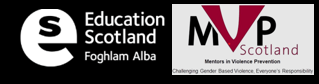 Education
Scotland
Foghlam Alba
MVP
Scotland
Mentors in Violence Prevention
Challenging Gender Based Violence, Everyone's Responsibility